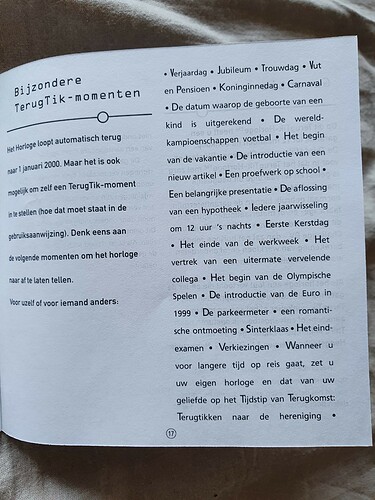 Bijzondere
TerugTik-momenten
Het Horloge loopt automatisch terug
naar 1 januari 2000. Maar het is ook
mogelijk om zelf een TerugTik-moment
in te stellen (hoe dat moet staat in de
gebruiksaanwijzing). Denk eens aan
de volgende momenten om het horloge
naar af te laten tellen.
Voor uzelf of voor iemand anders:
• Verjaardag • Jubileum • Trouwdag • Vut
en Pensioen • Koninginnedag • Carnaval
• De datum waarop de geboorte van een
kind is uitgerekend • De wereld-
kampioenschappen voetbal • Het begin
van de vakantie • De introductie van een
nieuw artikel • Een proefwerk op school •
Een belangrijke presentatie • De aflossing
van een hypotheek • Iedere jaarwisseling
om 12 uur 's nachts • Eerste Kerstdag
• Het einde van de werkweek • Het
vertrek van een uitermate vervelende
collega • Het begin van de Olympische
Spelen • De introductie van de Euro in
1999 • De parkeermeter • een romanti-
sche ontmoeting • Sinterklaas • Het eind-
examen • Verkiezingen • Wanneer u
voor langere tijd op reis gaat, zet u
uw eigen horloge en dat van uw
geliefde op het Tijdstip van Terugkomst:
Terugtikken naar de hereniging •
17